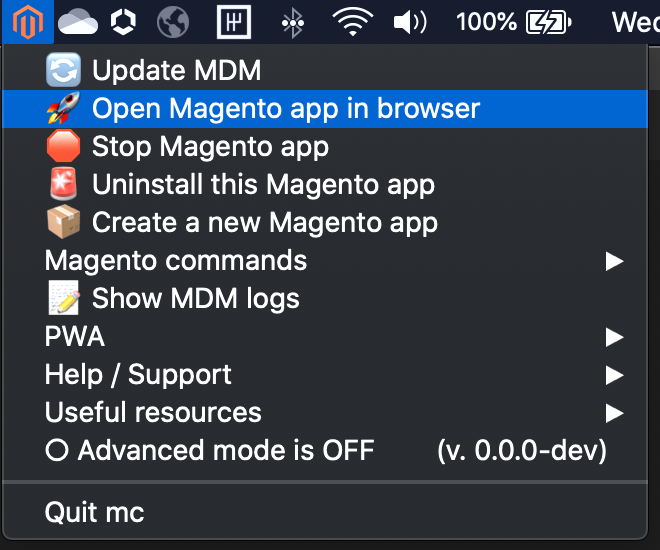 100%
Wed
Update MDM
Open Magento app in browser
Stop Magento app
Uninstall this Magento app
Create a new Magento app
Magento commands
Show MDM logs
PWA
Help / Support
Useful resources
Advanced mode is OFF (v. 0.0.0-dev)
Quit mc